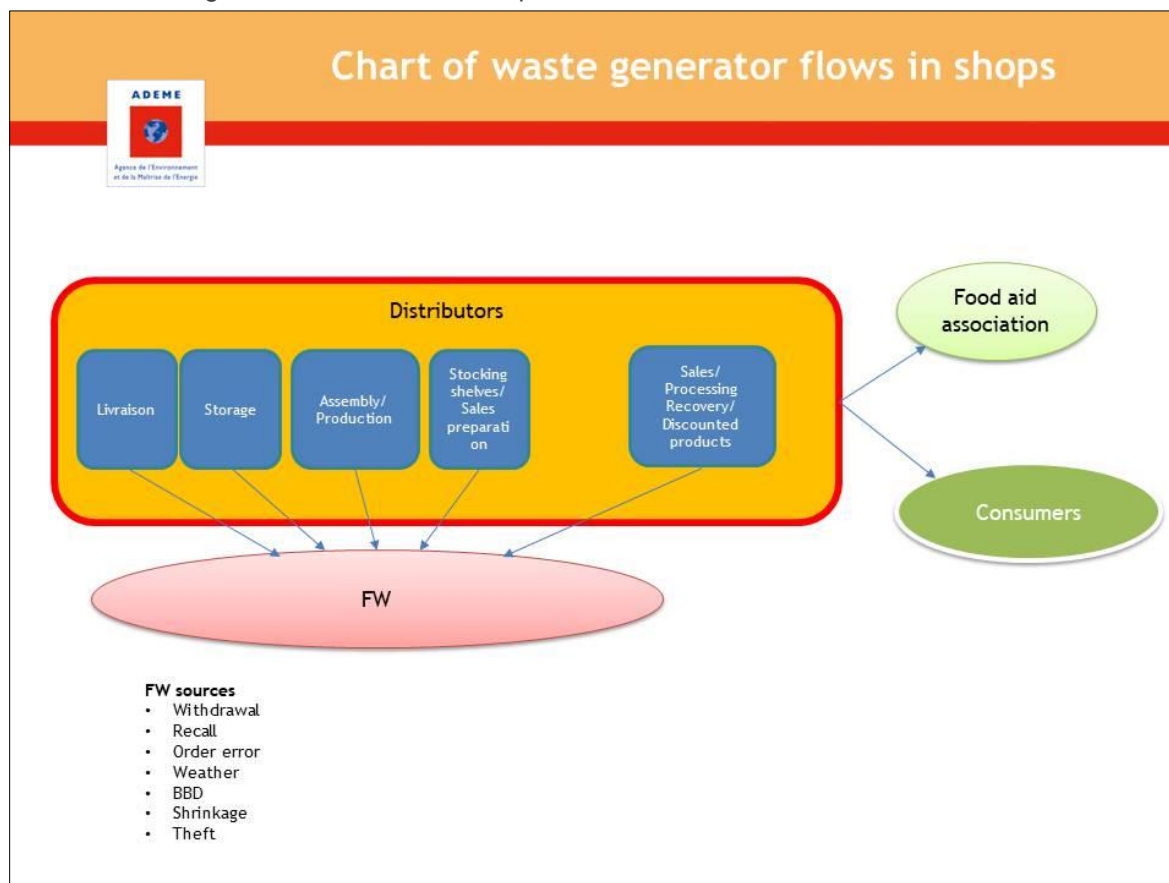 Chart of waste generator flows in shops
ADEME
Agence de l'Environnement
et de la Maîtrise de l'Energie
Distributors
Livraison
Storage
Assembly/
Production
Stocking
shelves/
Sales
preparati
on
Sales/
Processing
Recovery/
Discounted
products
Food aid
association
Consumers
FW
FW sources
• Withdrawal
• Recall
• Order error
• Weather
• BBD
• Shrinkage
• Theft